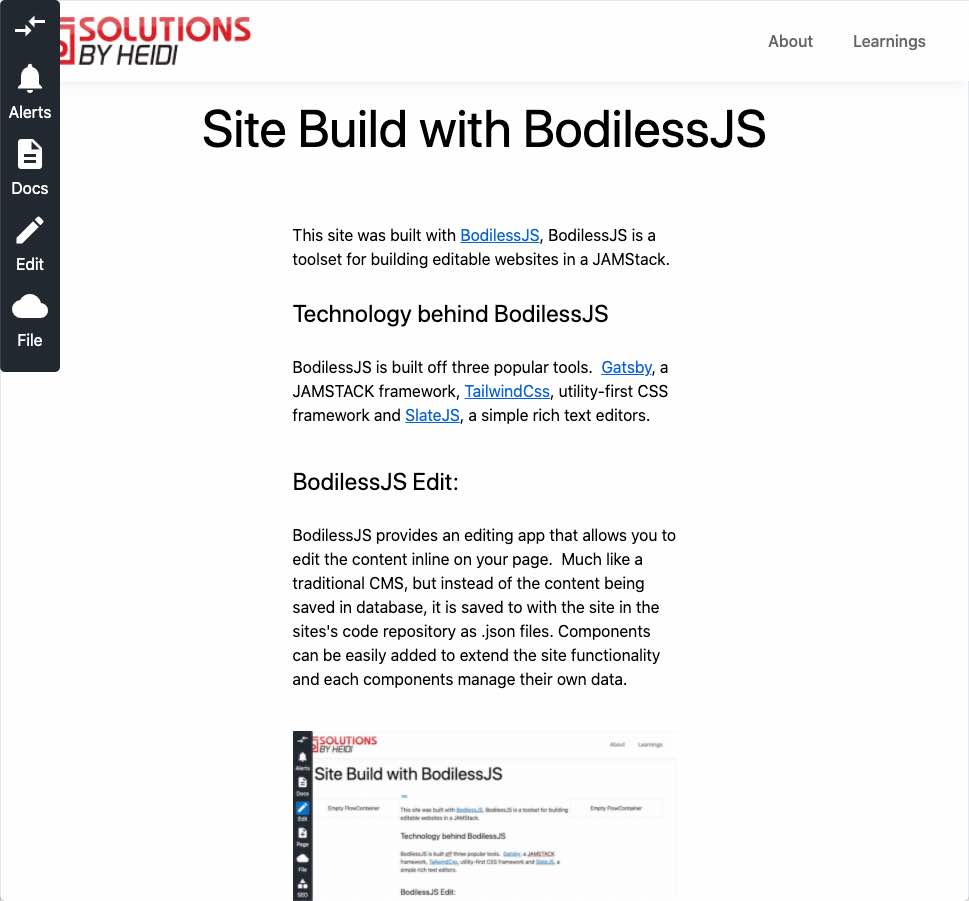 SOLUTIONS
BY HEIDI
About
Learnings
Alerts
Docs
Edit
File
Site Build with BodilessJS
This site was built with BodilessJS, BodilessJS is a
toolset for building editable websites in a JAMStack.
Technology behind BodilessJS
BodilessJS is built off three popular tools.  Gatsby, a
JAMSTACK framework, TailwindCss, utility-first CSS
framework and SlateJS, a simple rich text editors.
BodilessJS Edit:
BodilessJS provides an editing app that allows you to
edit the content inline on your page.  Much like a
traditional CMS, but instead of the content being
saved in database, it is saved to with the site in the
sites's code repository as .json files. Components
can be easily added to extend the site functionality
and each components manage their own data.
SOLUTIONS
BY HEIDI
About
Learnings
Alerts
Docs
Edit
Page
File
SEO
Site Build with BodilessJS
Empty FlowContainer
This site was built with BodilessJS, BodilessJS is a toolset for building
editable websites in a JAMStack.
Empty FlowContainer
Technology behind BodilessJS
BodilessJS is built off three popular tools.  Gatsby, a JAMSTACK
framework, TailwindCss, utility-first CSS framework and SlateJS, a
simple rich text editors.
BodilessJS Edit: